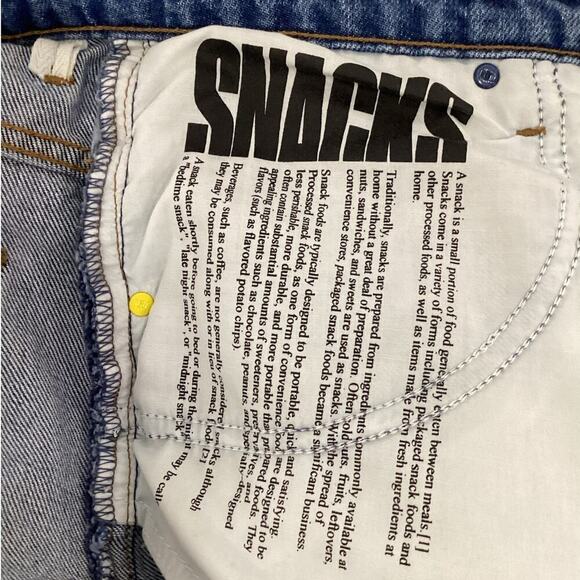 SNACKS
A snack is a small portion of food generally eaten between meals.[1]
Snacks come in a variety of forms including packaged snack foods and
other processed foods, as well as items made from fresh ingredients at
home.
Traditionally, snacks are prepared from ingredients commonly available at
home without a great deal of preparation. Often cold cuts, fruits, leftovers,
nuts, sandwiches, and sweets are used as snacks. With the spread of
convenience stores, packaged snack foods became a significant business.
Snack foods are typically designed to be portable, quick and satisfying.
Processed snack foods, as one form of convenience food, are designed to be
less perishable, more durable, and more portable than prepared foods. They
often contain substantial amounts of sweeteners, preservatives, and
appealing ingredients such as chocolate, peanuts, and specially-designed
flavors (such as flavored potato chips).
Beverages, such as coffee, are not generally considered snacks although
they may be consumed along with or in lieu of snack foods.[2]
A snack eaten shortly before going to bed or during the night may be
a "bedtime snack", "late night snack", or "midnight snack